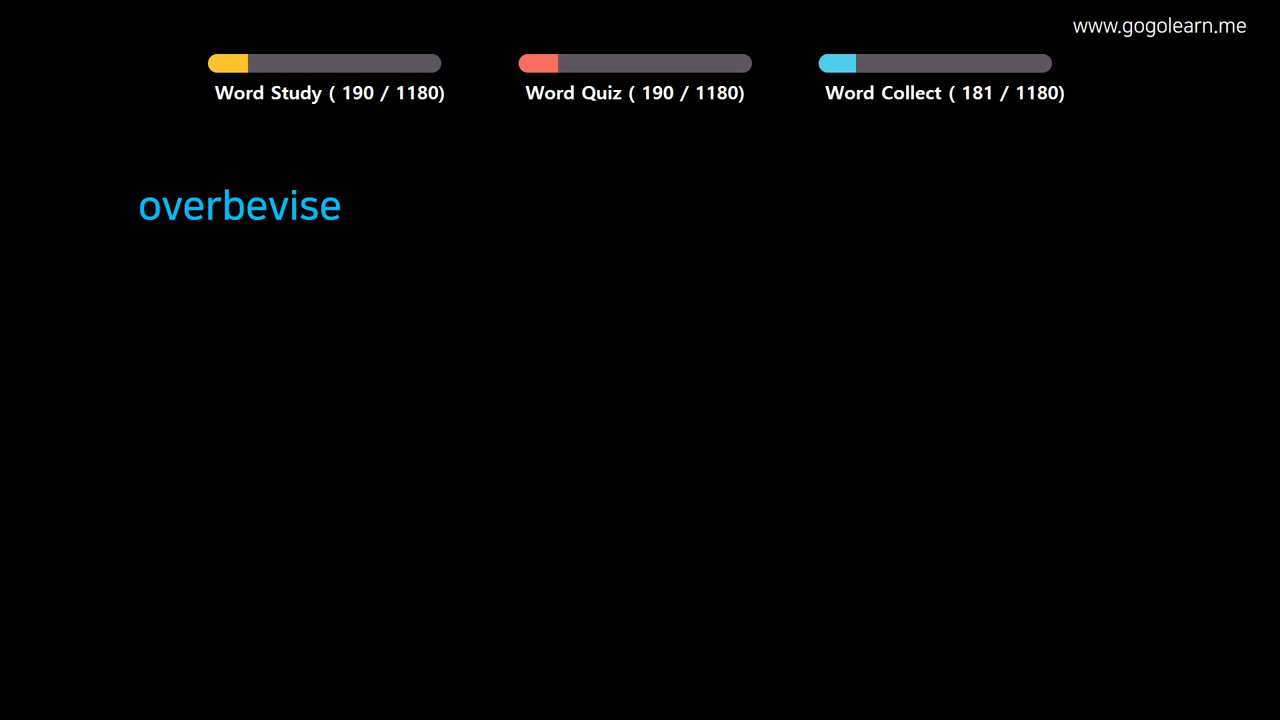 www.gogolearn.me
Word Study ( 190 / 1180)
Word Quiz ( 190 / 1180)
Word Collect ( 181 / 1180)
overbevise